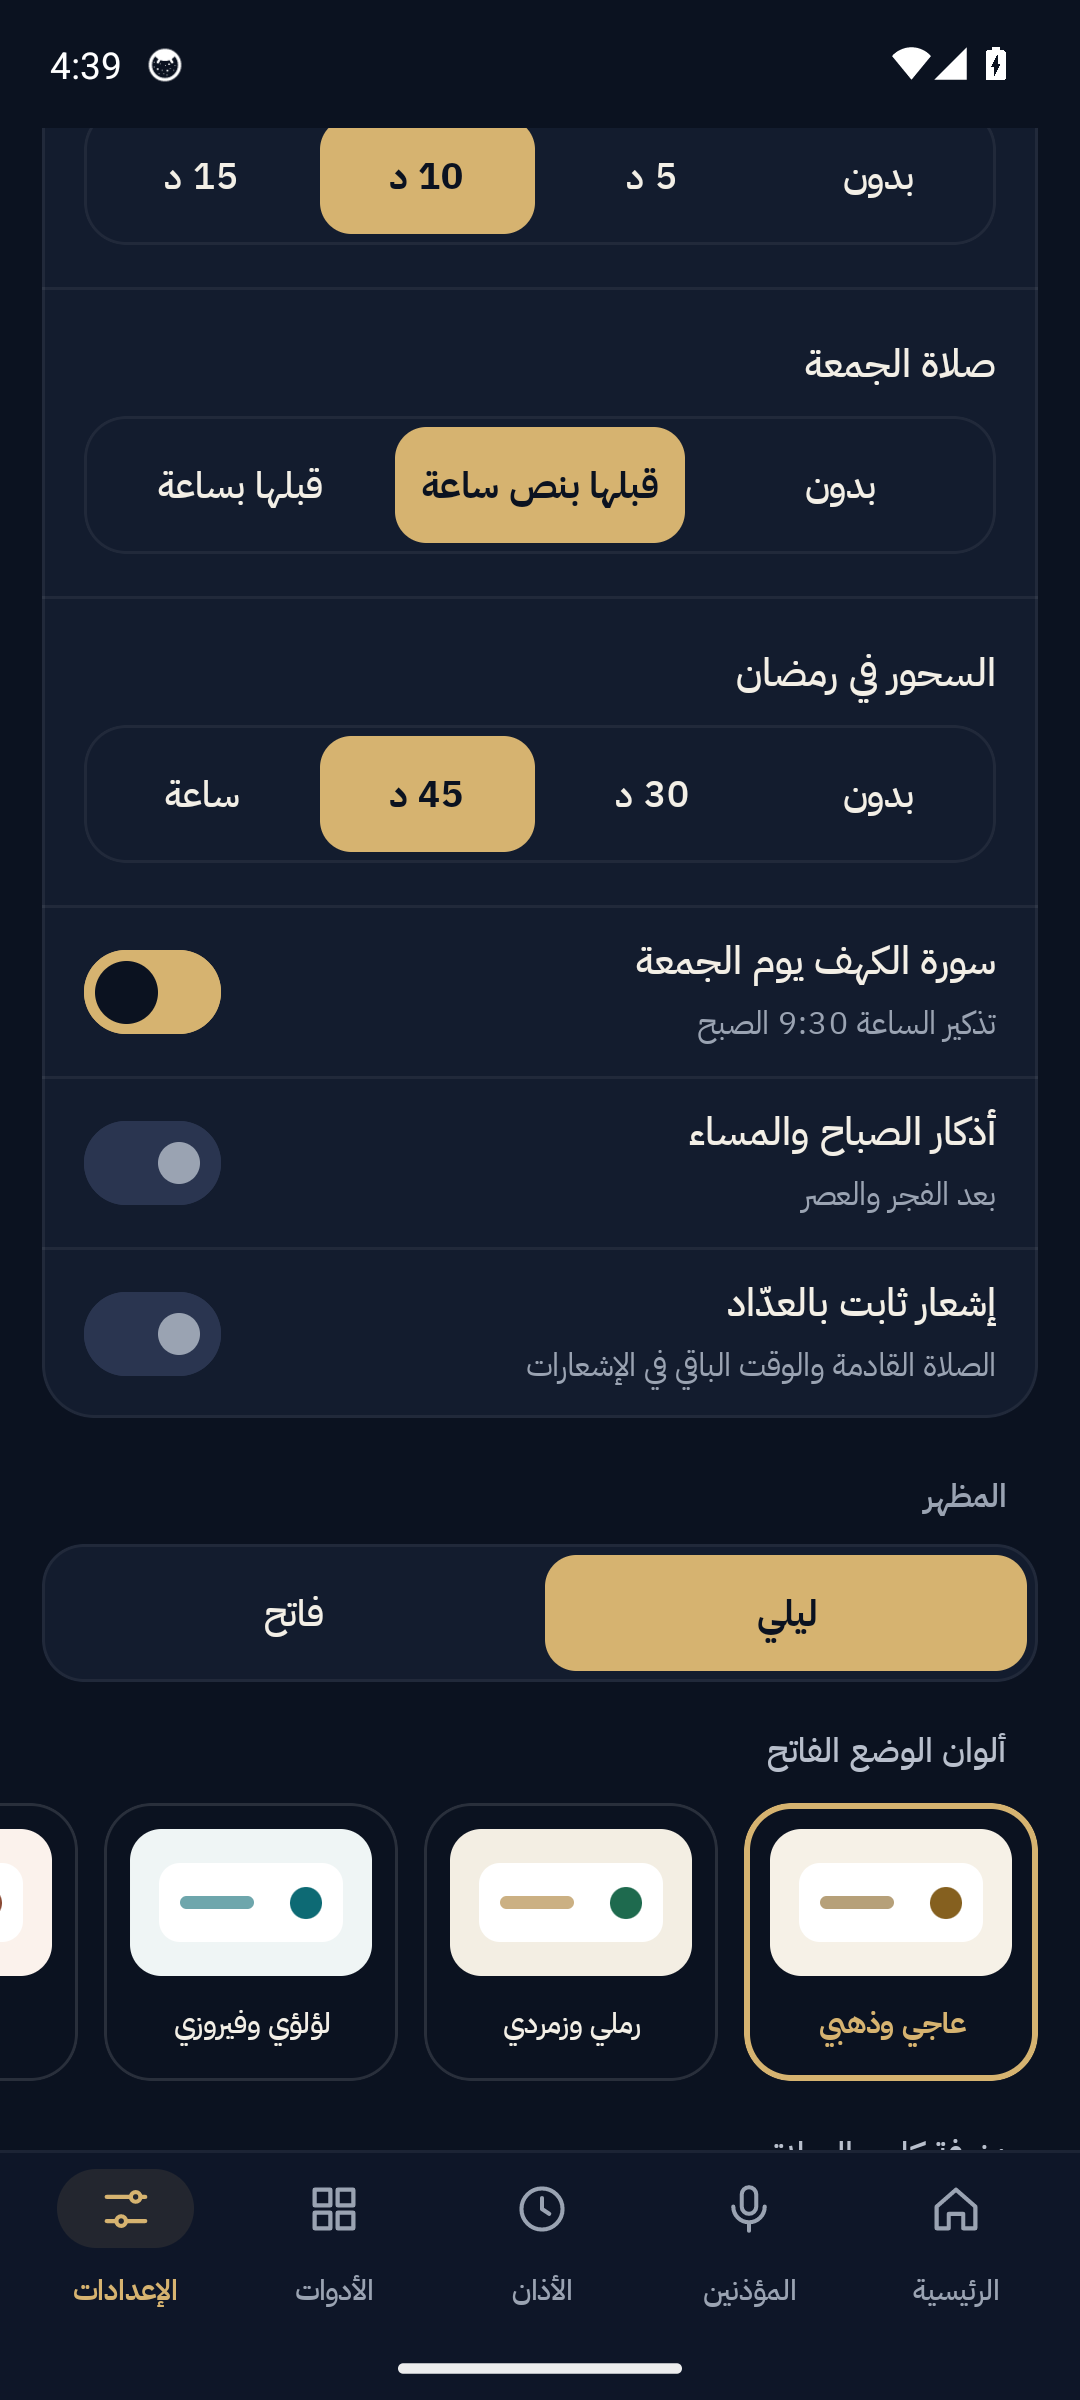 4:39
بدون
5 د
10 د
15 د
صلاة الجمعة
بدون
قبلها بنص ساعة
قبلها بساعة
السحور في رمضان
بدون
30 د
45 د
ساعة
سورة الكهف يوم الجمعة
تذكير الساعة 9:30 الصبح
أذكار الصباح والمساء
بعد الفجر والعصر
إشعار ثابت بالعدّاد
الصلاة القادمة والوقت الباقي في الإشعارات
المظهر
ليلي
فاتح
ألوان الوضع الفاتح
عاجي وذهبي
رملي وزمردي
لؤلؤي وفيروزي
الرئيسية
المؤذنين
الأذان
الأدوات
الإعدادات